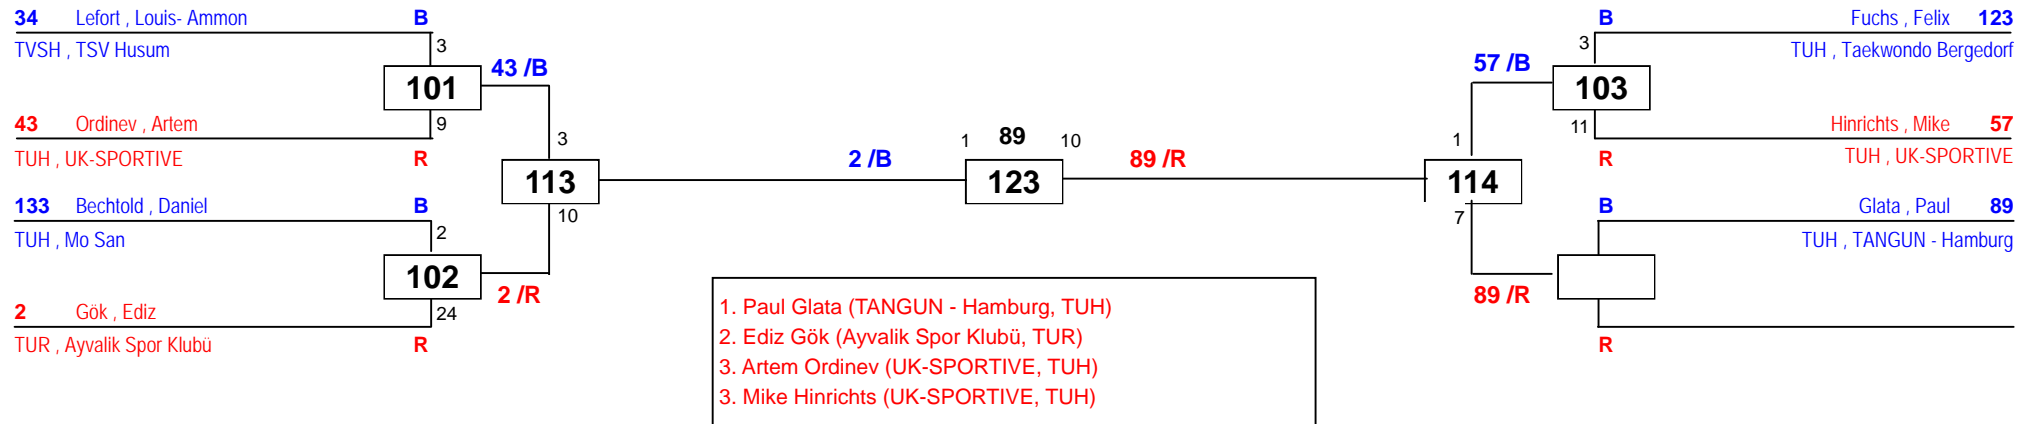 34 Lefort , Louis- Ammon B
TVSH , TSV Husum
3
101
43 /B
9
43 Ordinev , Artem
TUH , UK-SPORTIVE R
133 Bechtold , Daniel B
TUH , Mo San
2
102
2 /R
24
2 Gök , Ediz
TUR , Ayvalik Spor Klubü R
3
113
10
2 /B
1 89 10
123
89 /R
1
114
7
57 /B
89 /R
B Fuchs , Felix 123
3 TUH , Taekwondo Bergedorf
103
11 Hinrichts , Mike 57
R TUH , UK-SPORTIVE
B Glata , Paul 89
TUH , TANGUN - Hamburg
R
1. Paul Glata (TANGUN - Hamburg, TUH)
2. Ediz Gök (Ayvalik Spor Klubü, TUR)
3. Artem Ordinev (UK-SPORTIVE, TUH)
3. Mike Hinrichts (UK-SPORTIVE, TUH)